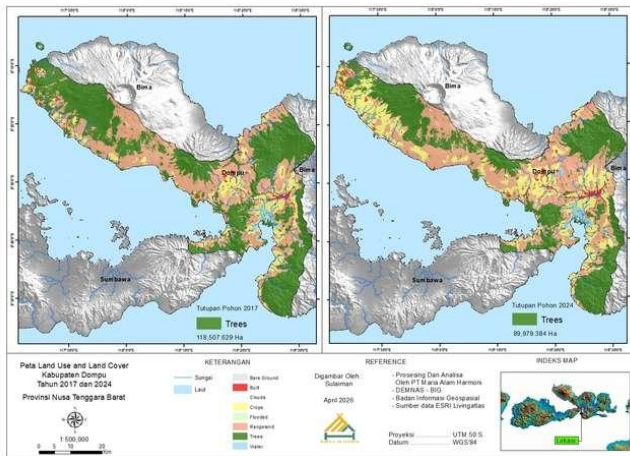 Bima
Dompu
Bima
Sumbawa
Tutupan Pohon 2017
Trees
118,507.629 Ha
Bima
Dompu
Bima
Sumbawa
Tutupan Pohon 2024
Trees
89,979.384 Ha
Peta Land Use and Land Cover
Kabupaten Dompu
Tahun 2017 dan 2024
Provinsi Nusa Tenggara Barat
1:500,000
KETERANGAN
Sungai
Laut
Bare Ground
Built
Clouds
Crops
Flooded
Rangeland
Trees
Water
Digambar Oleh :
Sulaiman
April 2026
REFERENCE
- Prosesing Dan Analisa
Oleh PT Maria Alam Harmoni
- DEMNAS - BIG
- Badan Informasi Geospasial
- Sumber data ESRI Livingatlas
Proyeksi .......... UTM 50 S
Datum .......... WGS'84
INDEKS MAP
Lokasi